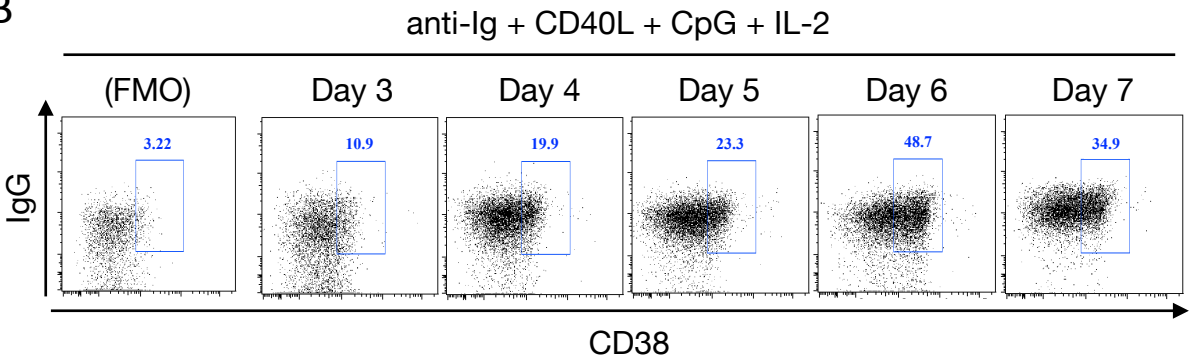 B
anti-Ig + CD40L + CpG + IL-2
(FMO) Day 3 Day 4 Day 5 Day 6 Day 7
3.22 10.9 19.9 23.3 48.7 34.9
IgG
CD38